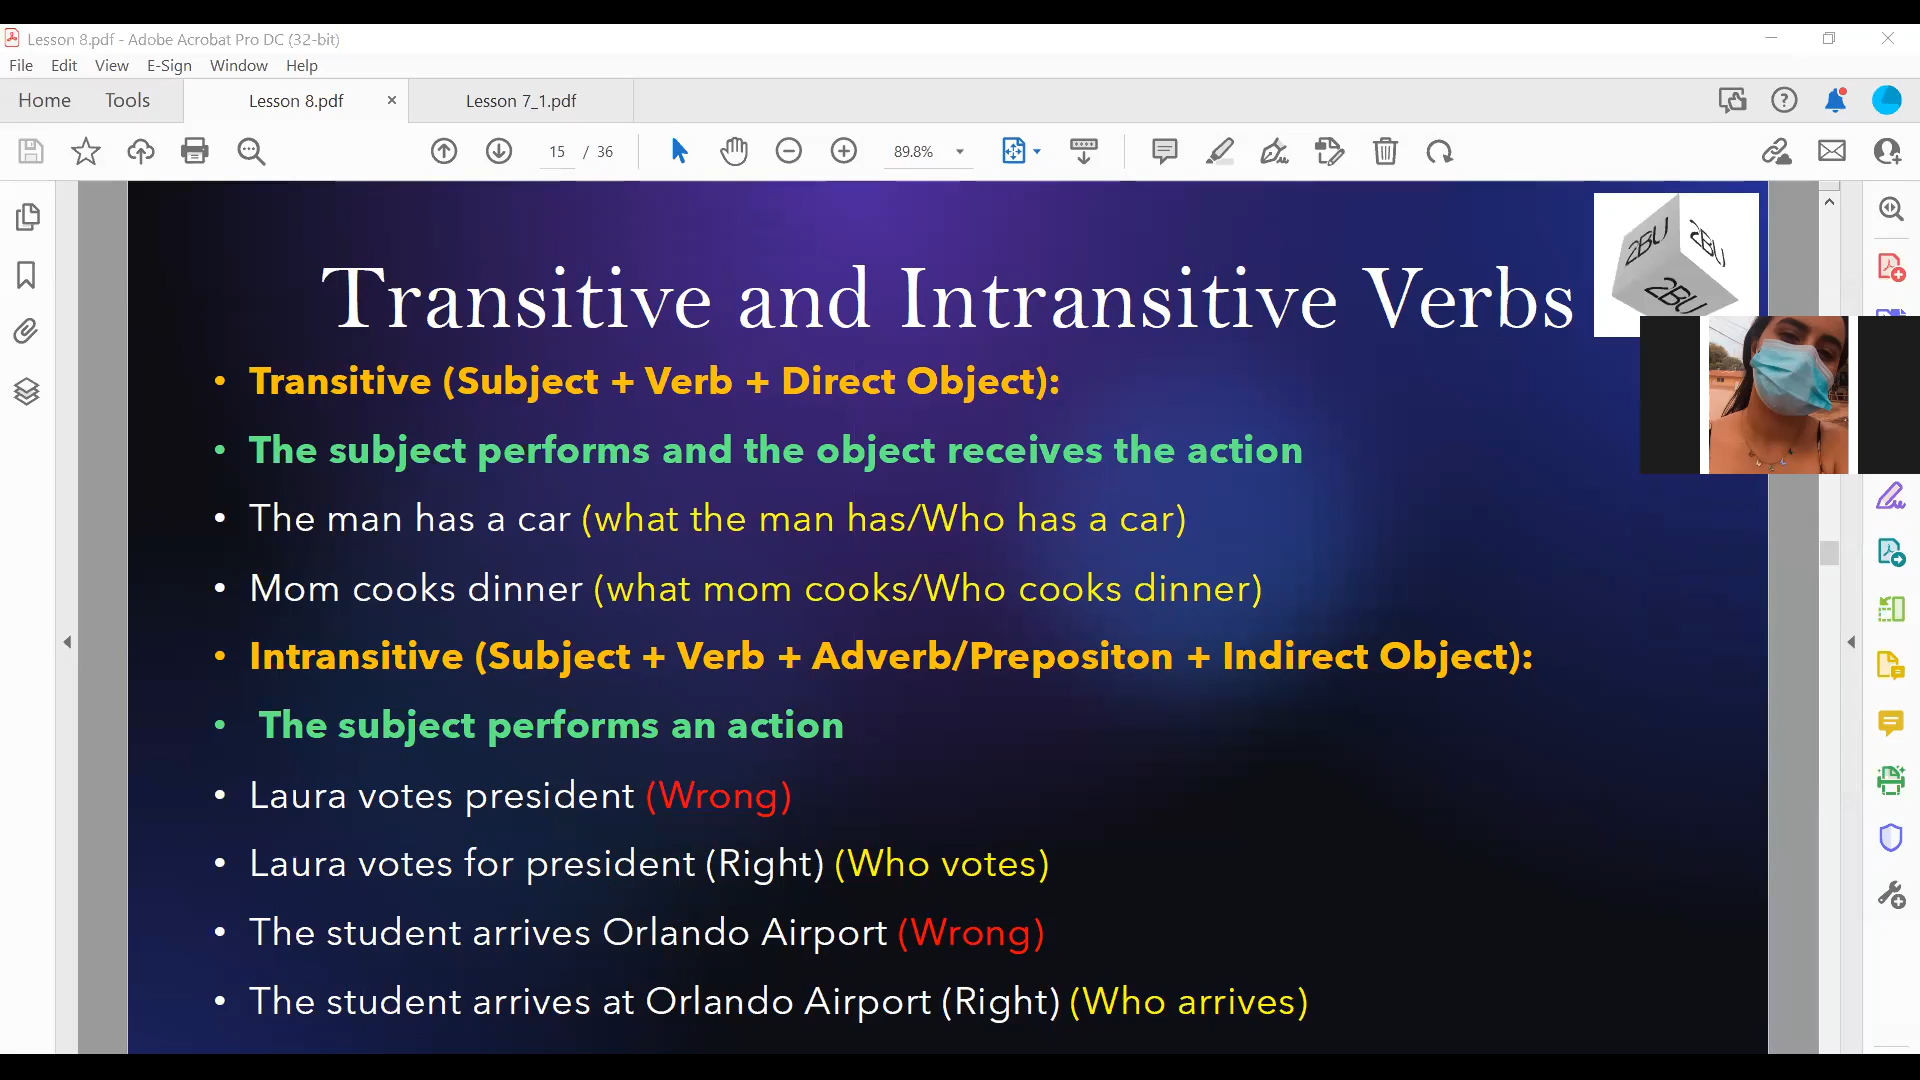 Lesson 8.pdf - Adobe Acrobat Pro DC (32-bit)
File Edit View E-Sign Window Help
Home Tools Lesson 8.pdf × Lesson 7_1.pdf
15 / 36 89.8%
2BU 2BU
2BU
Transitive and Intransitive Verbs
• Transitive (Subject + Verb + Direct Object):
• The subject performs and the object receives the action
• The man has a car (what the man has/Who has a car)
• Mom cooks dinner (what mom cooks/Who cooks dinner)
• Intransitive (Subject + Verb + Adverb/Prepositon + Indirect Object):
• The subject performs an action
• Laura votes president (Wrong)
• Laura votes for president (Right) (Who votes)
• The student arrives Orlando Airport (Wrong)
• The student arrives at Orlando Airport (Right) (Who arrives)